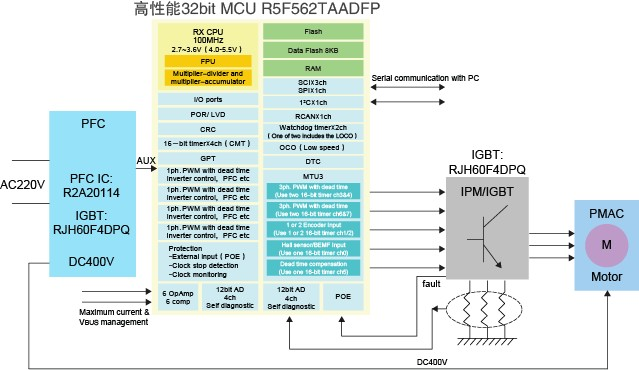 高性能32bit MCU R5F562TAADFP
RX CPU
100MHz
2.7~3.6V（4.0~5.5V）
FPU
Multiplier-divider and
multiplier-accumulator
I/O ports
POR/ LVD
CRC
16-bit timerX4ch（CMT）
GPT
1ph. PWM with dead time
Inverter control, PFC etc
1ph. PWM with dead time
Inverter control, PFC etc
1ph. PWM with dead time
Inverter control, PFC etc
1ph. PWM with dead time
Inverter control, PFC etc
Protection
-External input（POE）
-Clock stop detection
-Clock monitoring
6 OpAmp
6 comp
12bit AD
4ch
Self diagnostic
Flash
Data Flash 8KB
RAM
SCIX3ch
SPIX1ch
I²CX1ch
RCANX1ch
Watchdog timerX2ch
（One of two includes the LOCO）
OCO（Low speed）
DTC
MTU3
3ph. PWM with dead time
(Use two 16-bit timer ch3&4)
3ph. PWM with dead time
(Use two 16-bit timer ch6&7)
1 or 2 Encoder Input
(Use 1 or 2 16-bit timer ch1/2)
Hall sensor/BEMF Input
(Use one 16-bit timer ch0)
Dead time compensation
(Use one 16-bit timer ch5)
12bit AD
4ch
Self diagnostic
POE
Serial communication with PC
PFC
PFC IC:
R2A20114
IGBT:
RJH60F4DPQ
DC400V
AC220V
AUX
Maximum current &
VBUS management
IGBT:
RJH60F4DPQ
IPM/IGBT
fault
PMAC
M
Motor
DC400V